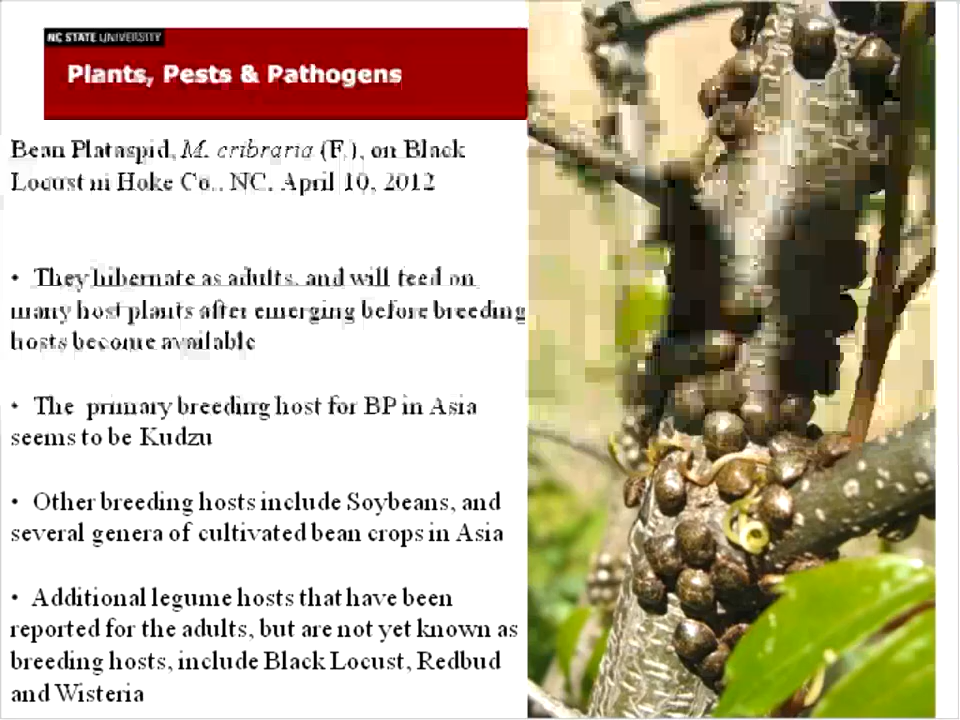 NC STATE UNIVERSITY
Plants, Pests & Pathogens
Bean Plataspid, M. cribraria (F.), on Black
Locust in Hoke Co., NC, April 10, 2012
• They hibernate as adults, and will feed on
many host plants after emerging before breeding
hosts become available
• The primary breeding host for BP in Asia
seems to be Kudzu
• Other breeding hosts include Soybeans, and
several genera of cultivated bean crops in Asia
• Additional legume hosts that have been
reported for the adults, but are not yet known as
breeding hosts, include Black Locust, Redbud
and Wisteria